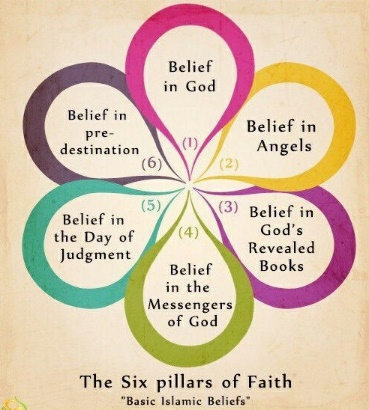 Belief
in God
(1)
Belief in
Angels
(2)
Belief in
God's
Revealed
Books
(3)
Belief
in the
Messengers
of God
(4)
Belief in
the Day of
Judgment
(5)
Belief in
pre-
destination
(6)
The Six pillars of Faith
"Basic Islamic Beliefs"